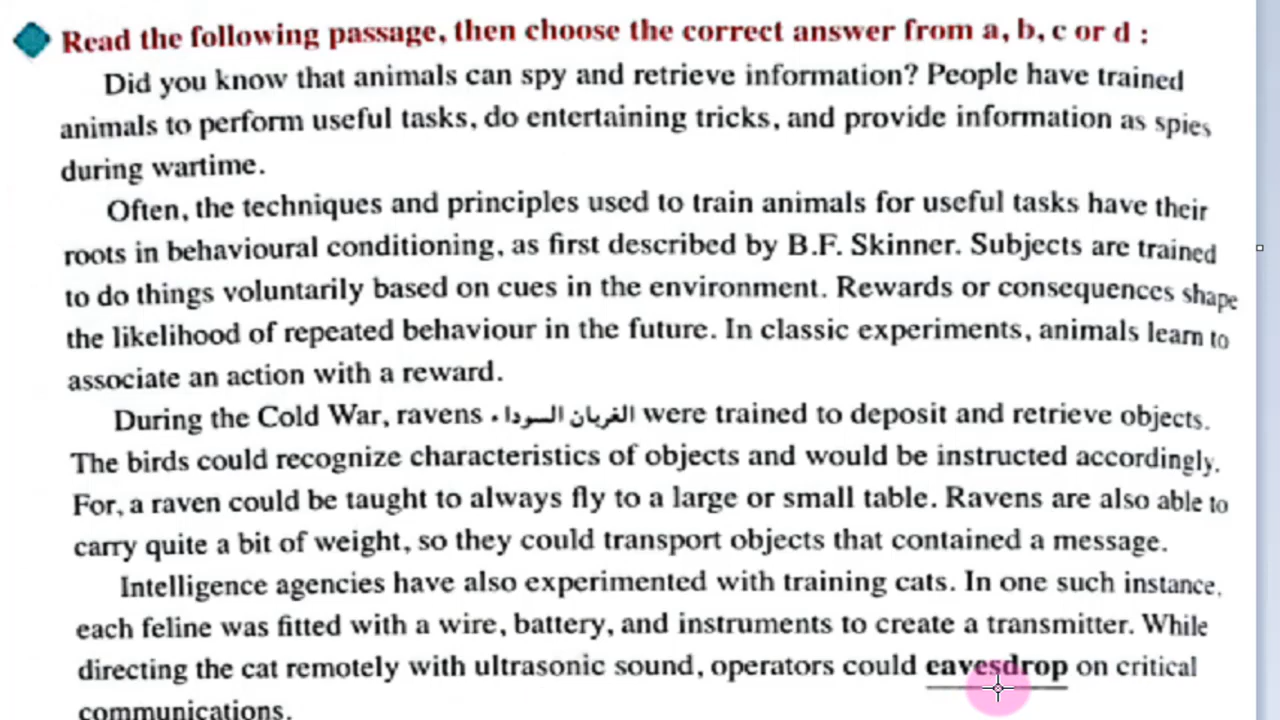 Read the following passage, then choose the correct answer from a, b, c or d :
Did you know that animals can spy and retrieve information? People have trained
animals to perform useful tasks, do entertaining tricks, and provide information as spies
during wartime.
Often, the techniques and principles used to train animals for useful tasks have their
roots in behavioural conditioning, as first described by B.F. Skinner. Subjects are trained
to do things voluntarily based on cues in the environment. Rewards or consequences shape
the likelihood of repeated behaviour in the future. In classic experiments, animals learn to
associate an action with a reward.
During the Cold War, ravens الغربان السوداء were trained to deposit and retrieve objects.
The birds could recognize characteristics of objects and would be instructed accordingly.
For, a raven could be taught to always fly to a large or small table. Ravens are also able to
carry quite a bit of weight, so they could transport objects that contained a message.
Intelligence agencies have also experimented with training cats. In one such instance,
each feline was fitted with a wire, battery, and instruments to create a transmitter. While
directing the cat remotely with ultrasonic sound, operators could eavesdrop on critical
communications.